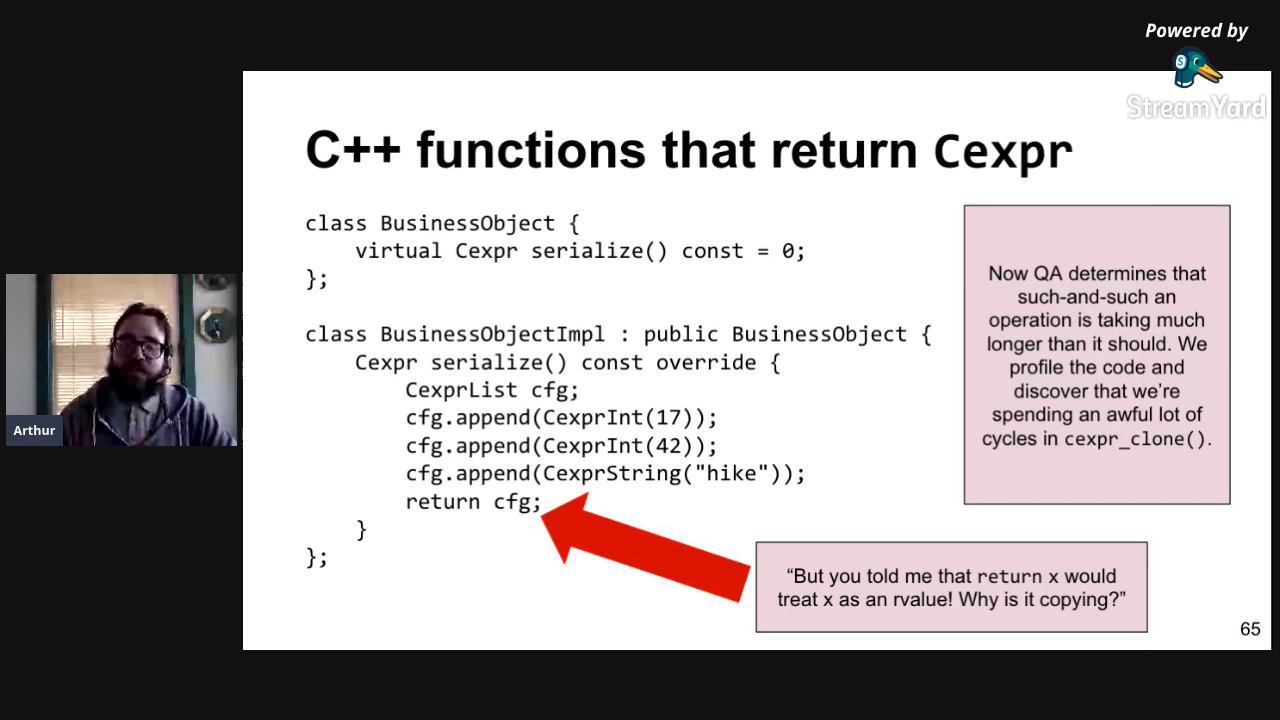 Powered by
StreamYard
C++ functions that return Cexpr
class BusinessObject {
    virtual Cexpr serialize() const = 0;
};
class BusinessObjectImpl : public BusinessObject {
    Cexpr serialize() const override {
        CexprList cfg;
        cfg.append(CexprInt(17));
        cfg.append(CexprInt(42));
        cfg.append(CexprString("hike"));
        return cfg;
    }
};
Now QA determines that
such-and-such an
operation is taking much
longer than it should. We
profile the code and
discover that we’re
spending an awful lot of
cycles in cexpr_clone().
“But you told me that return x would
treat x as an rvalue! Why is it copying?”
65
Arthur